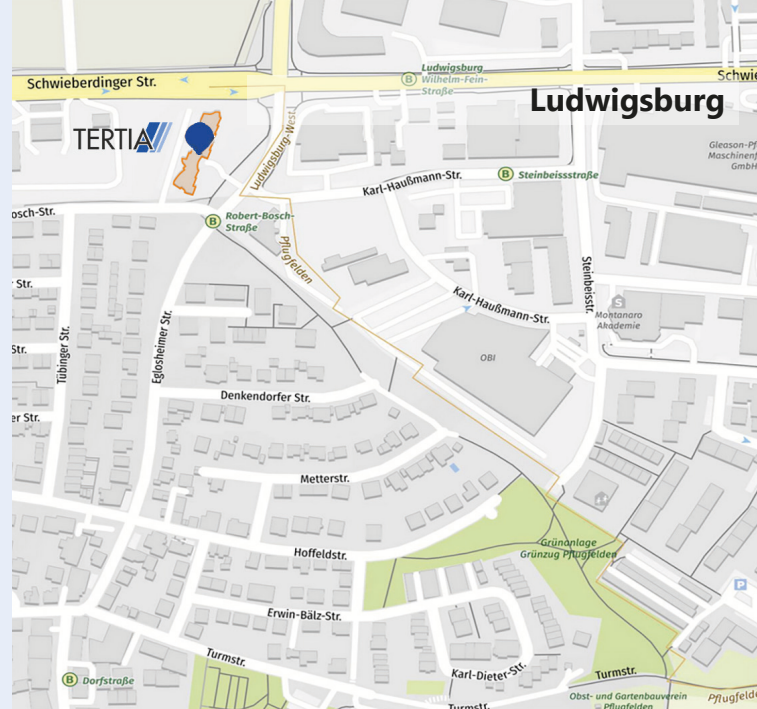 Ludwigsburg
Wilhelm-Fein-
Straße
B
Schwieberdinger Str.
Schwie
Ludwigsburg
TERTIA
Ludwigsburg-West
Gleason-Pf
Maschinenf
GmbH
Karl-Haußmann-Str.
B
Steinbeissstraße
osch-Str.
B
Robert-Bosch-
Straße
Pflugfelden
Str.
Steinbeisstr.
Karl-Haußmann-Str.
S
Montanaro
Akademie
Tübinger Str.
Eglosheimer Str.
Str.
OBI
Denkendorfer Str.
er Str.
Metterstr.
Hoffeldstr.
Grünanlage
Grünzug Pflugfelden
P
Erwin-Bälz-Str.
Turmstr.
Karl-Dieter-Str.
Turmstr.
B
Dorfstraße
Obst- und Gartenbauverein
Pflugfelden
Pflugfelde
Turmstr.